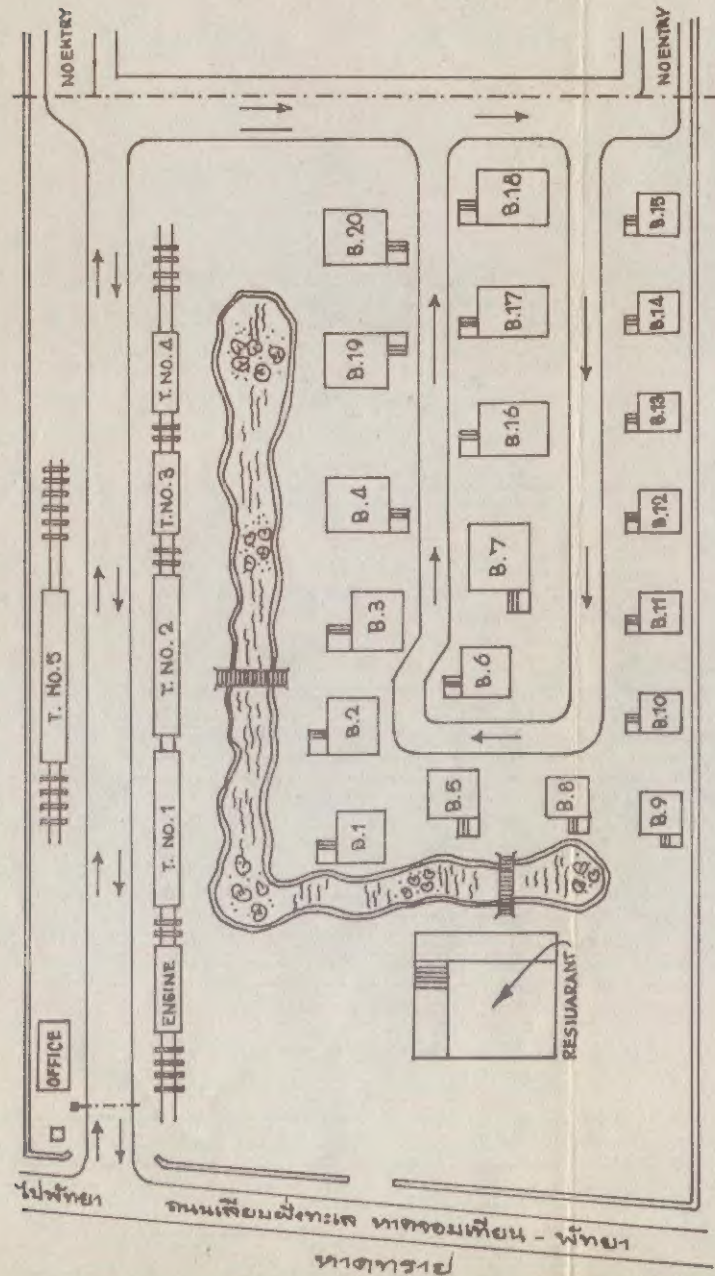 NO ENTRY
NO ENTRY
B.20
B.18
B.15
T. NO. 4
B.19
B.17
B.14
T. NO. 3
B.16
B.13
T. NO. 5
T. NO. 2
B.4
B.7
B.12
B.3
B.6
B.11
B.2
B.10
T. NO. 1
B.1
B.5
B.8
B.9
ENGINE
OFFICE
RESTUARANT
ไปพัทยา
ถนนเลียบฝั่งทะเล หาดจอมเทียน - พัทยา
หาดทราย